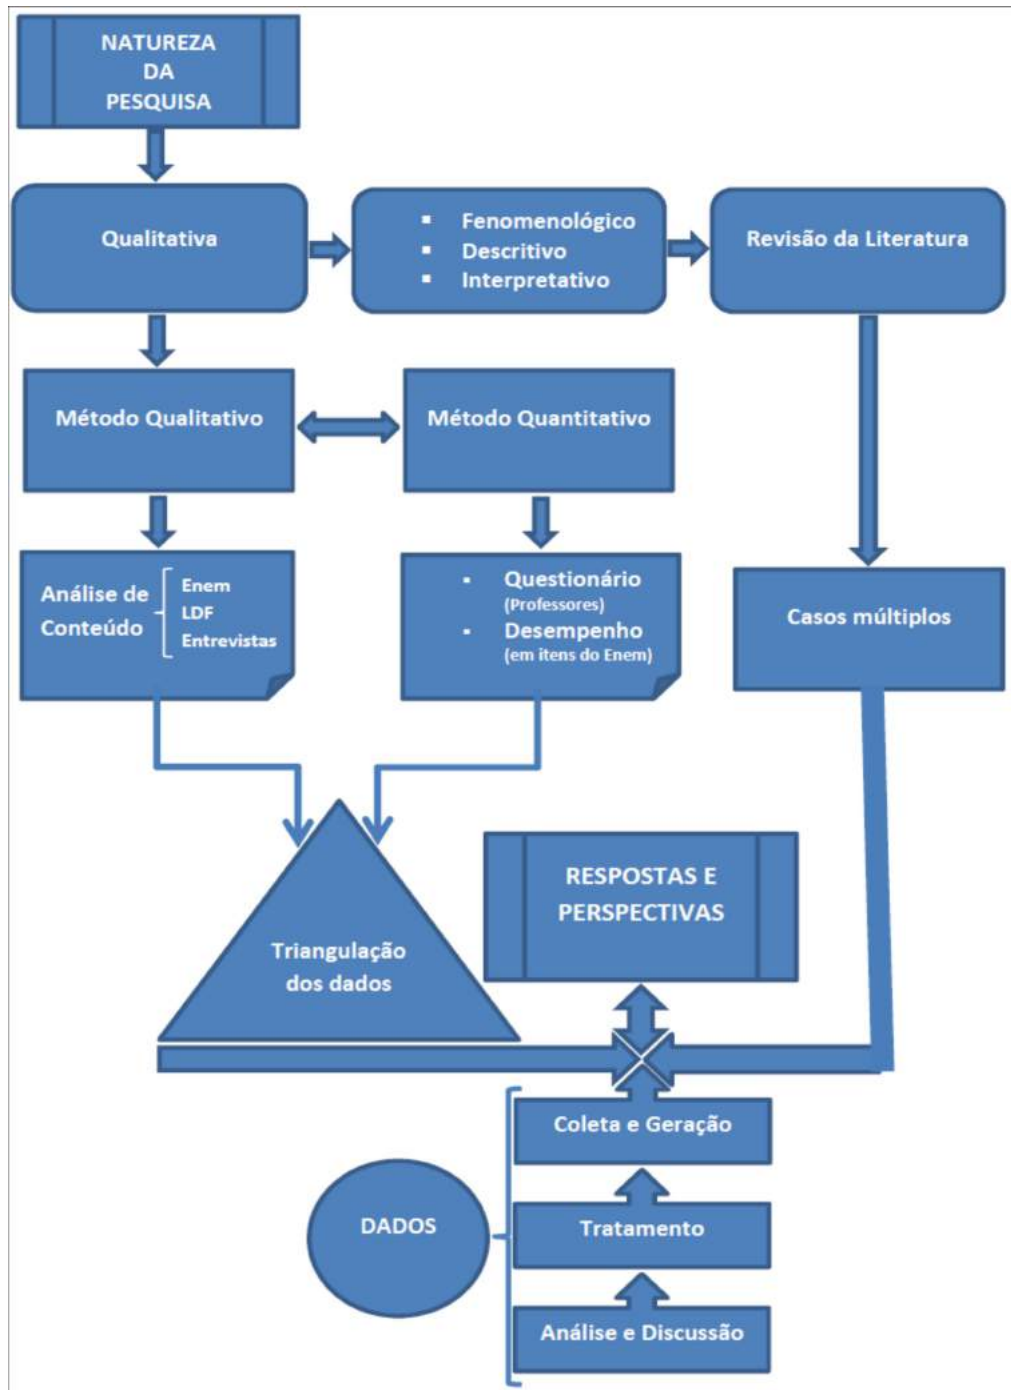 NATUREZA
DA
PESQUISA
Qualitativa
▪ Fenomenológico
▪ Descritivo
▪ Interpretativo
Revisão da Literatura
Método Qualitativo
Método Quantitativo
Análise de
Conteúdo
Enem
LDF
Entrevistas
▪ Questionário
(Professores)
▪ Desempenho
(em itens do Enem)
Casos múltiplos
Triangulação
dos dados
RESPOSTAS E
PERSPECTIVAS
DADOS
Coleta e Geração
Tratamento
Análise e Discussão